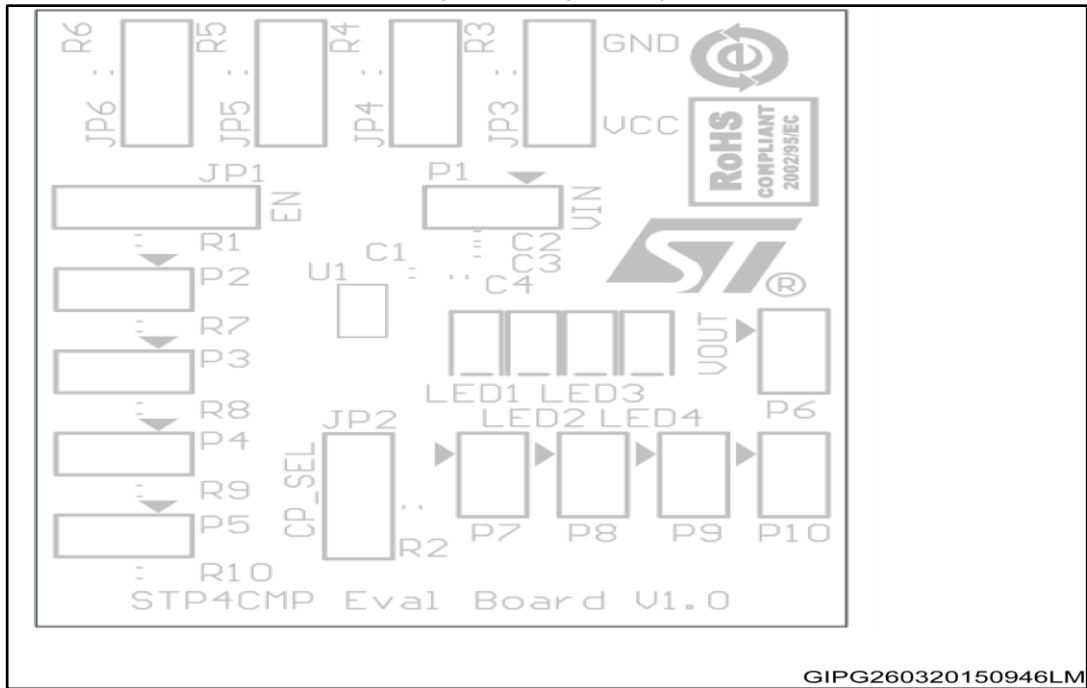 R6 R5 R4 R3 GND
JP6 JP5 JP4 JP3 VCC
e
RoHS
COMPLIANT
2002/95/EC
JP1 P1
EN VIN
R1 C1 C2
C3
P2 U1 C4
ST®
R7
P3 VOUT
LED1 LED3
R8 JP2 LED2 LED4 P6
P4
CP_SEL
R9
P5 P7 P8 P9 P10
R2
R10
STP4CMP Eval Board V1.0
GIPG260320150946LM